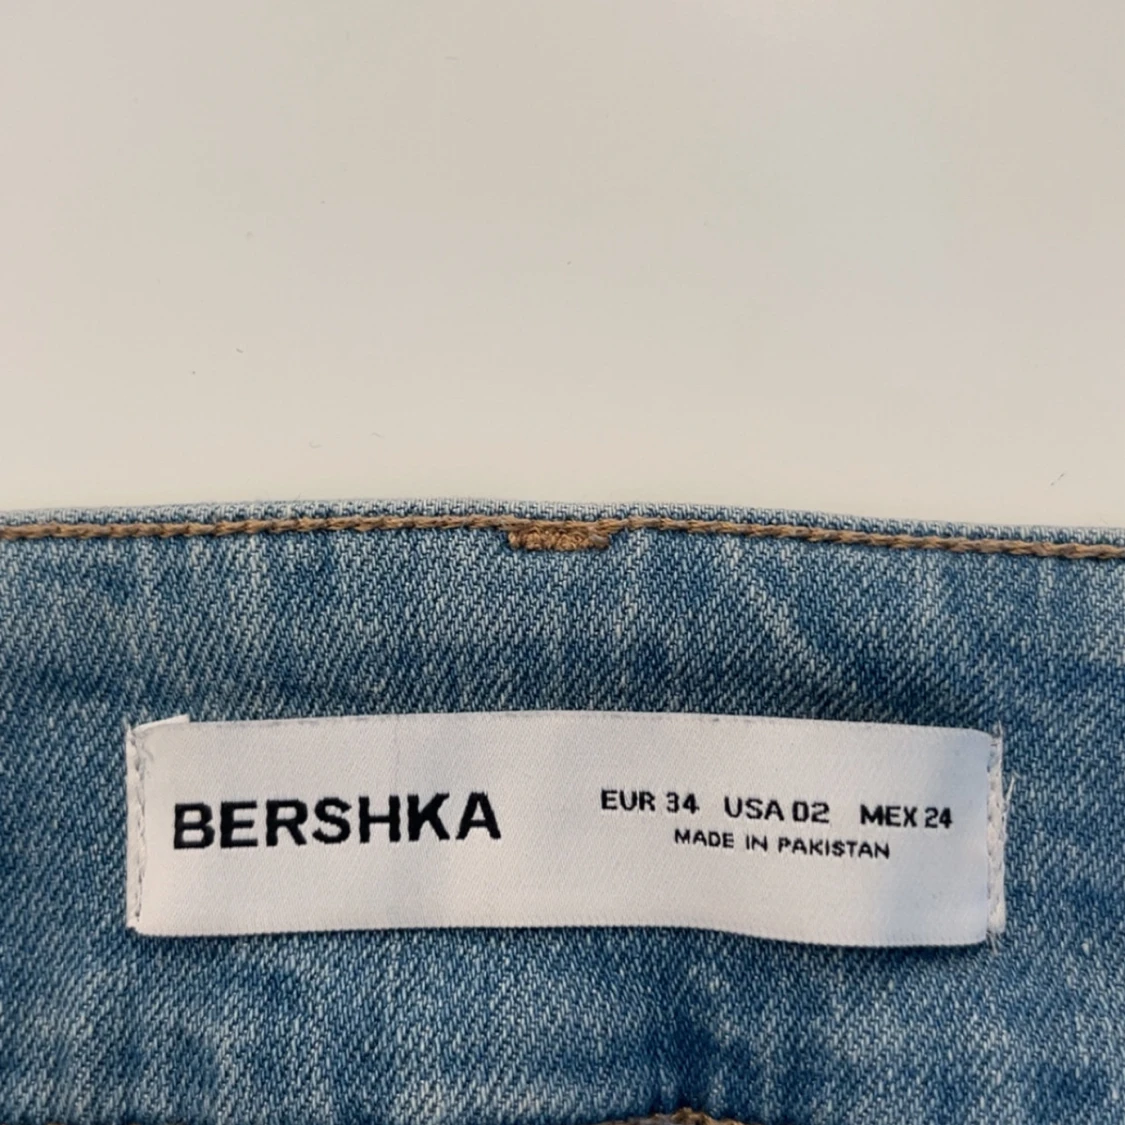 BERSHKA
EUR 34 USA 02 MEX 24
MADE IN PAKISTAN